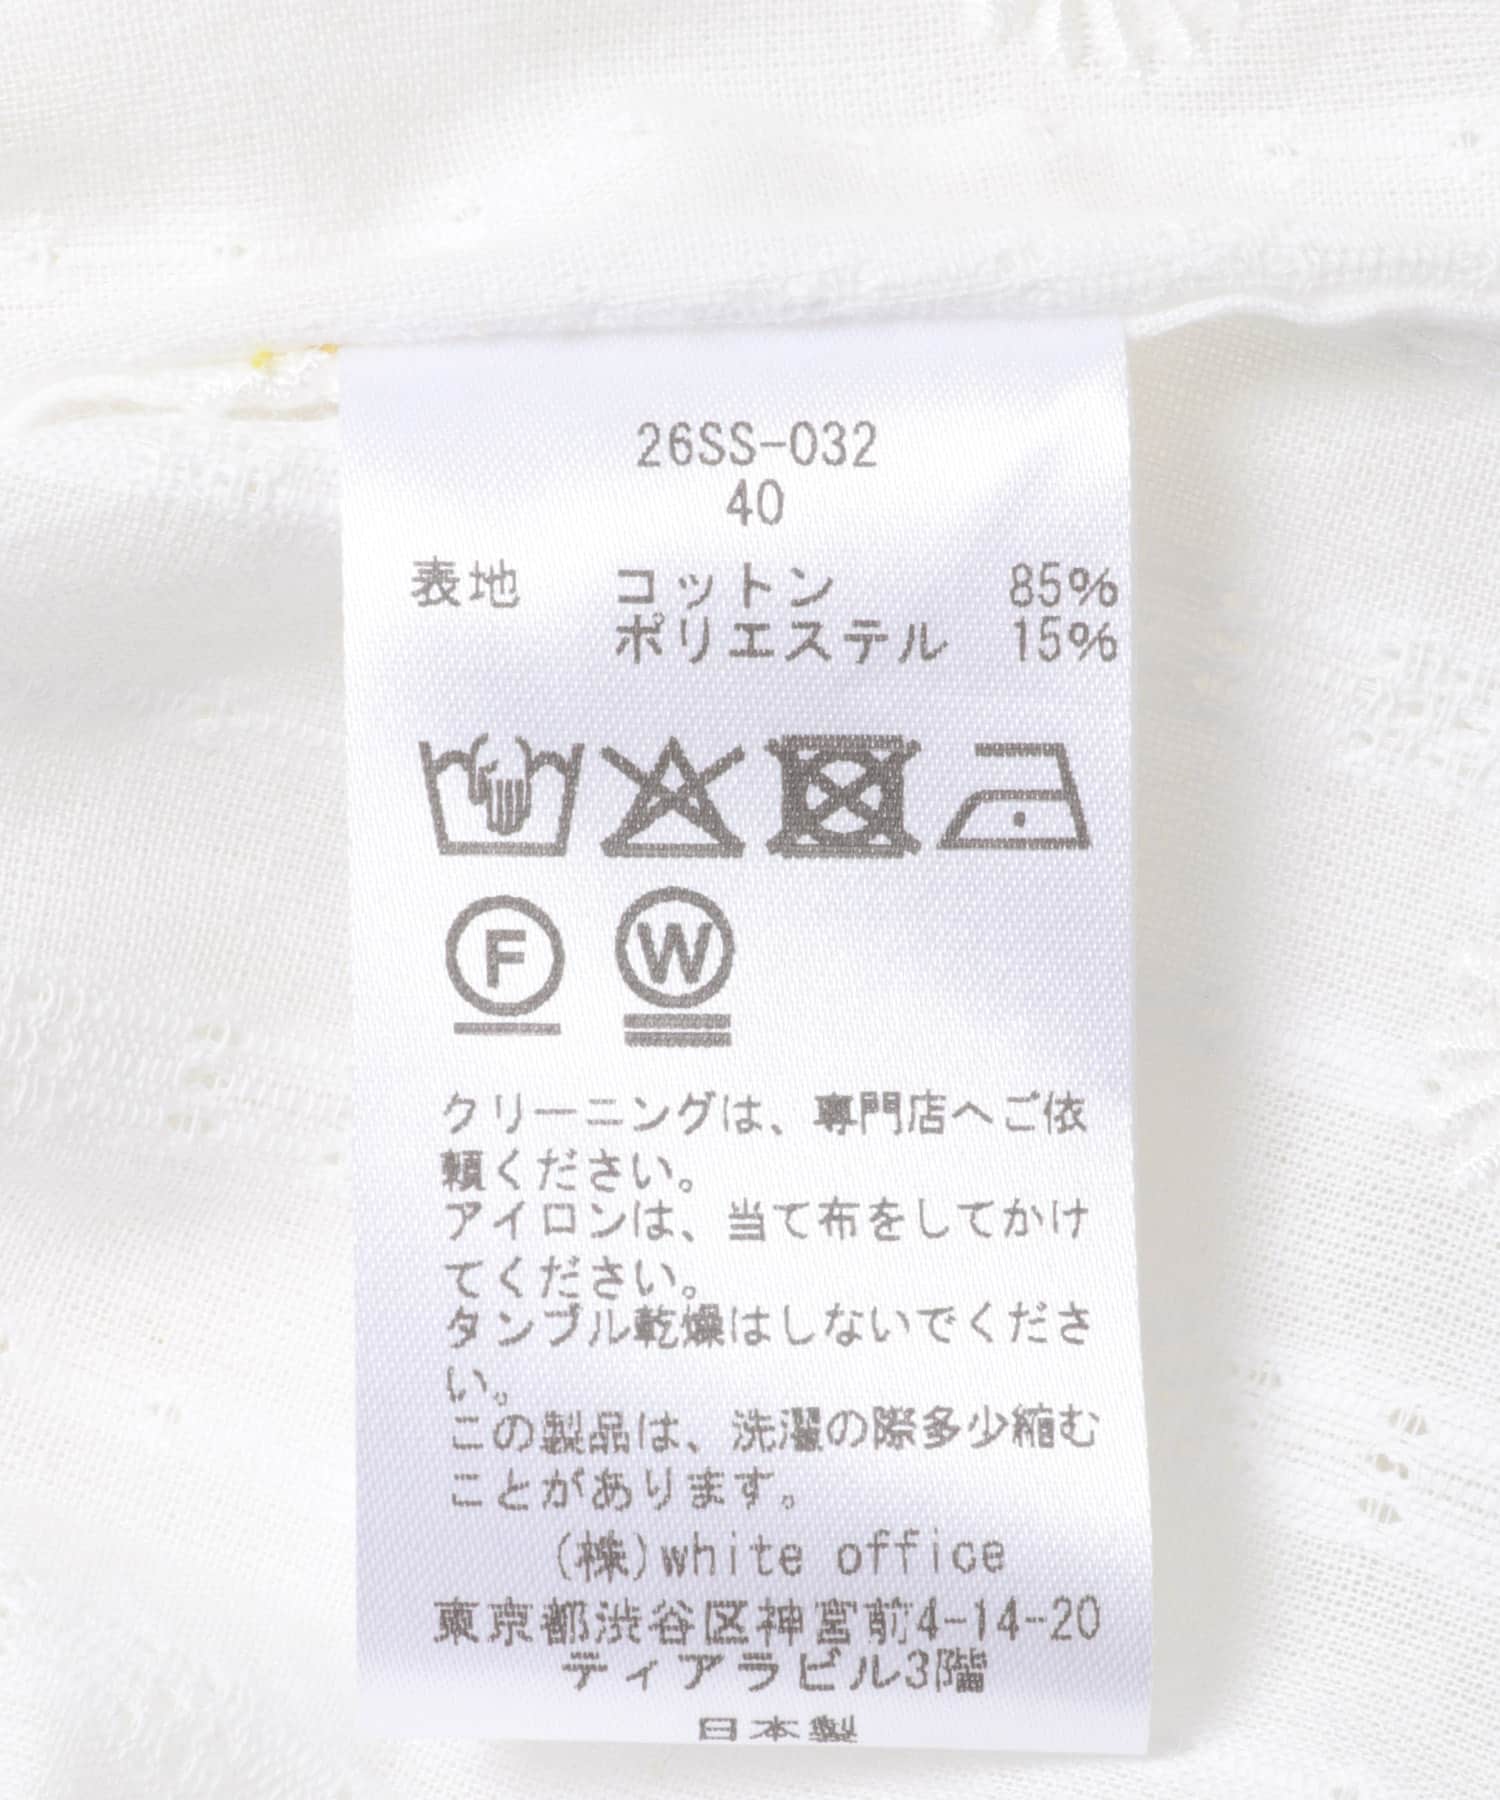 26SS-032
40
表地 コットン 85%
ポリエステル 15%
F W
クリーニングは、専門店へご依
頼ください。
アイロンは、当て布をしてかけ
てください。
タンブル乾燥はしないでくださ
い。
この製品は、洗濯の際多少縮む
ことがあります。
(株)white office
東京都渋谷区神宮前4-14-20
ティアラビル3階
日本製